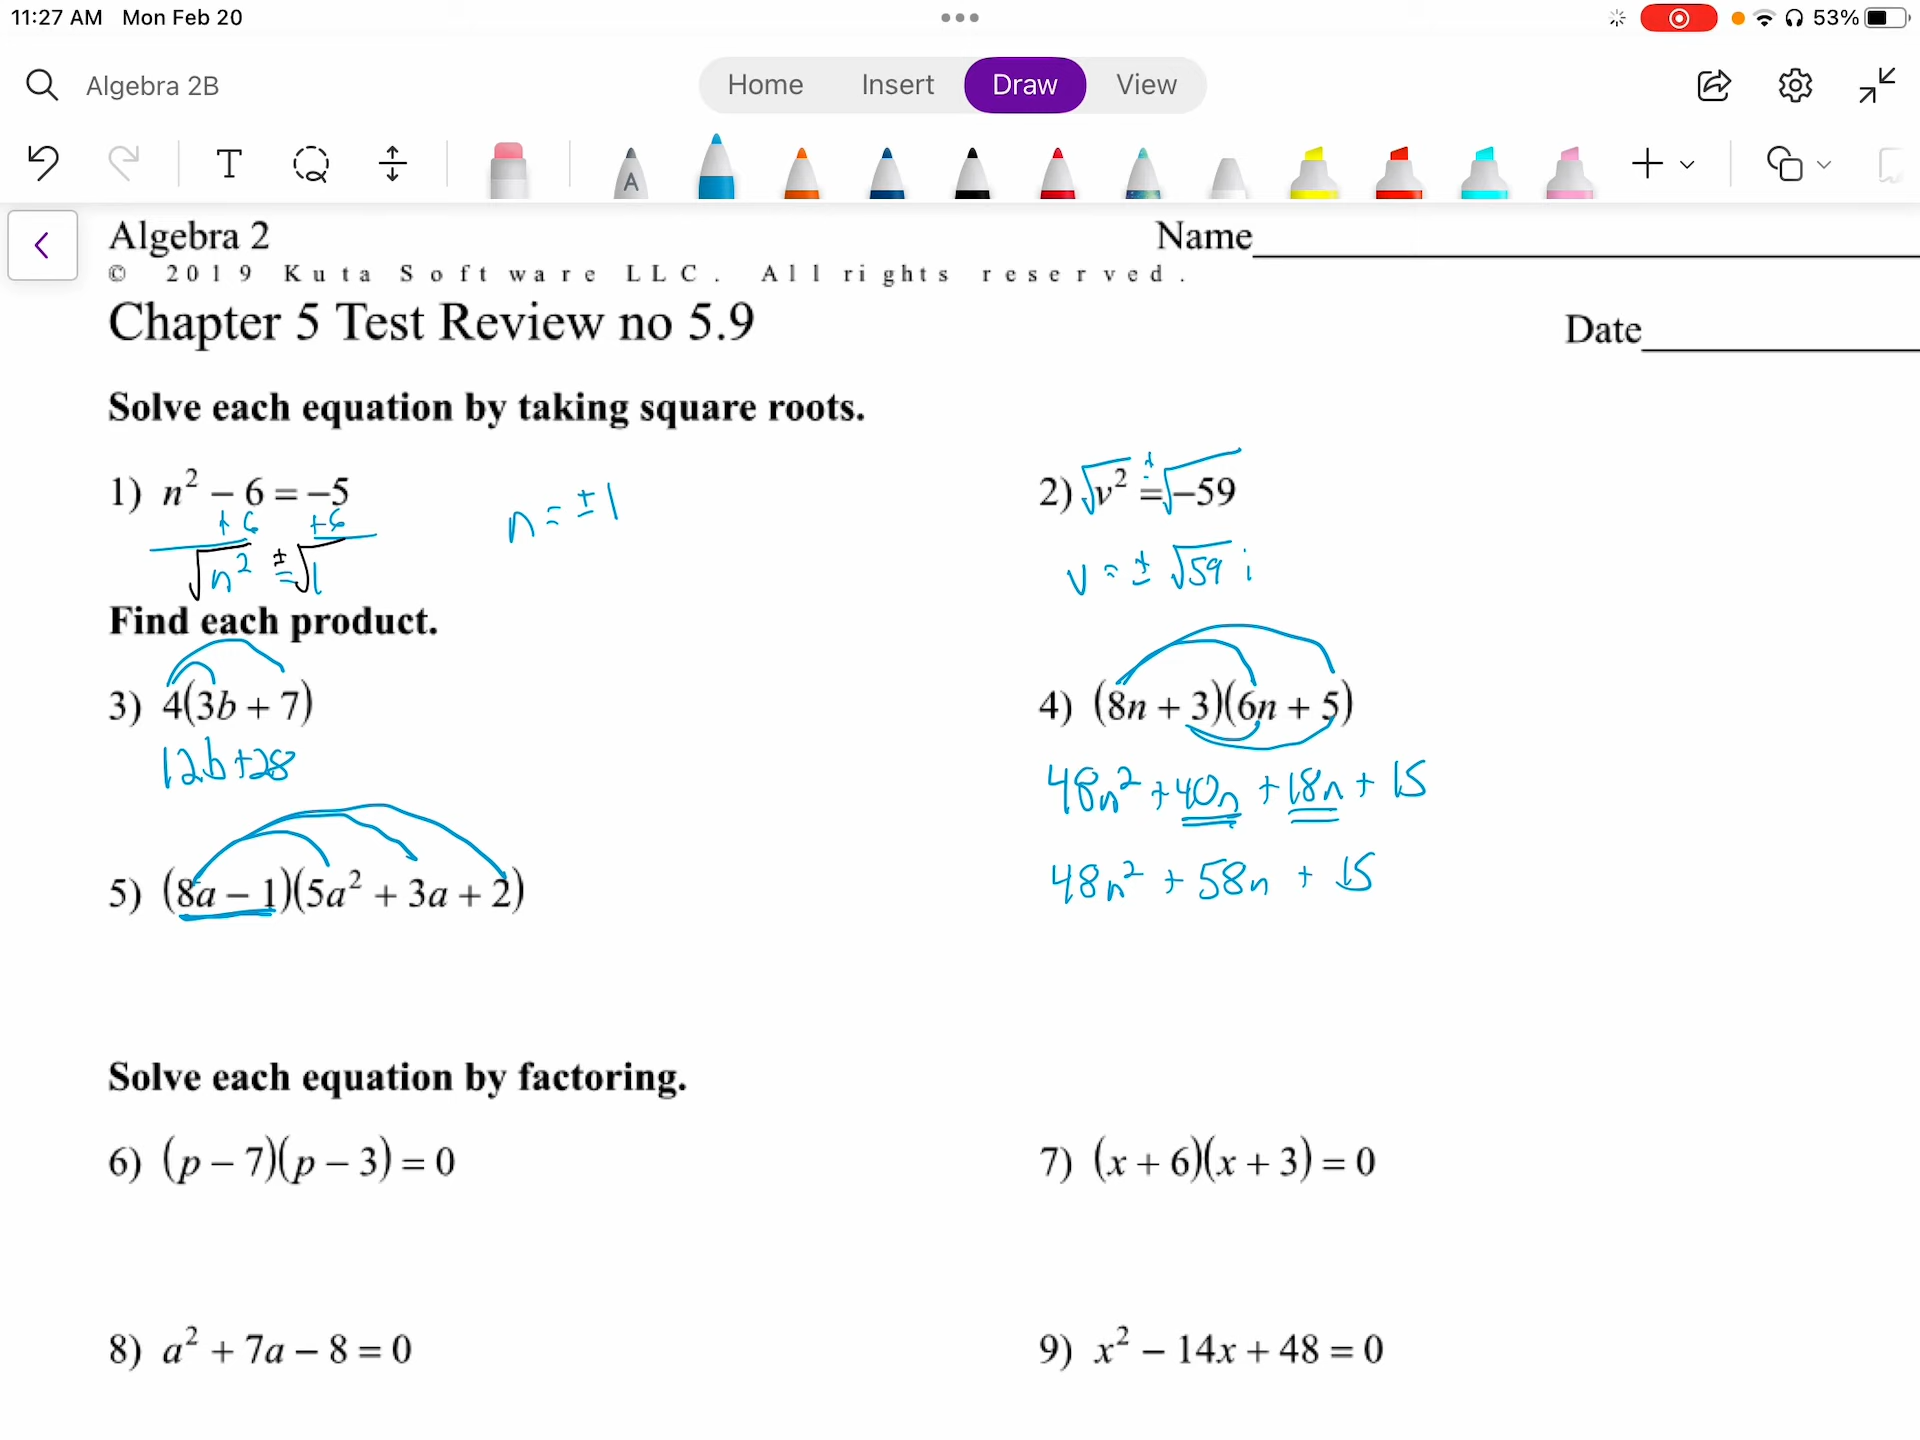 11:27 AM Mon Feb 20
53%
Algebra 2B
Home Insert Draw View
T
A
Algebra 2
Name
© 2019 Kuta Software LLC. All rights reserved.
Chapter 5 Test Review no 5.9
Date
Solve each equation by taking square roots.
1) n² – 6 = –5
+6 +6
√n² ±= √1
n = ±1
2) √v² ±= √–59
v = ± √59 i
Find each product.
3) 4(3b + 7)
12b+28
4) (8n + 3)(6n + 5)
48n² + 40n + 18n + 15
48n² + 58n + 15
5) (8a – 1)(5a² + 3a + 2)
Solve each equation by factoring.
6) (p – 7)(p – 3) = 0
7) (x + 6)(x + 3) = 0
8) a² + 7a – 8 = 0
9) x² – 14x + 48 = 0